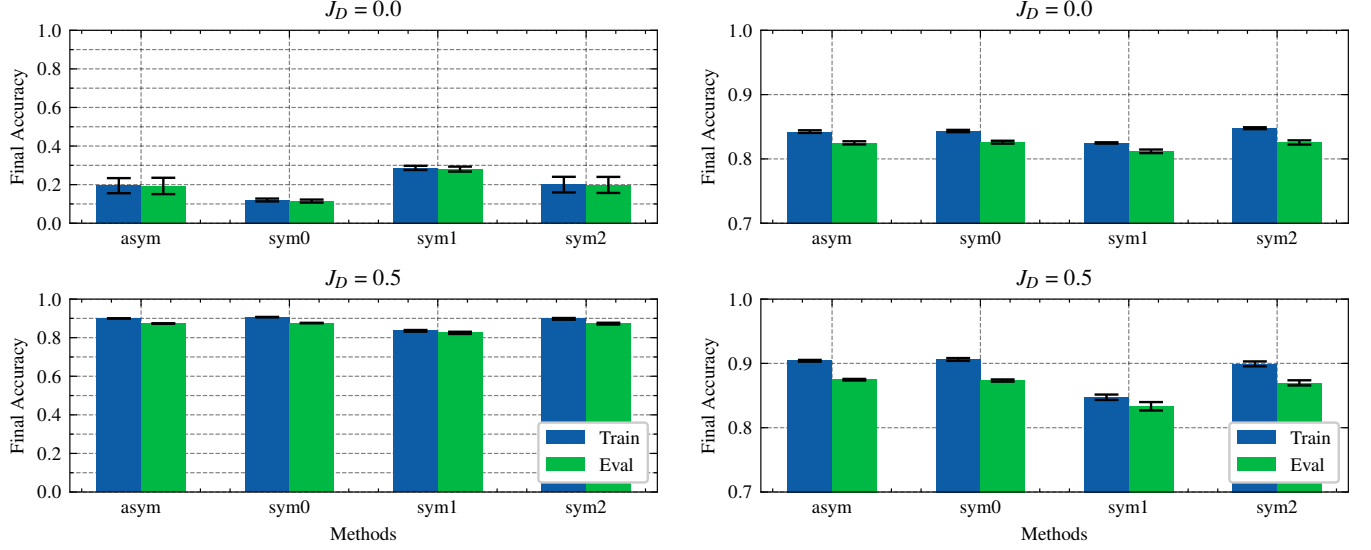 J_D = 0.0
Final Accuracy
1.0
0.8
0.6
0.4
0.2
0.0
asym sym0 sym1 sym2
J_D = 0.0
Final Accuracy
1.0
0.9
0.8
0.7
asym sym0 sym1 sym2
J_D = 0.5
Final Accuracy
1.0
0.8
0.6
0.4
0.2
0.0
Train
Eval
asym sym0 sym1 sym2
Methods
J_D = 0.5
Final Accuracy
1.0
0.9
0.8
0.7
Train
Eval
asym sym0 sym1 sym2
Methods